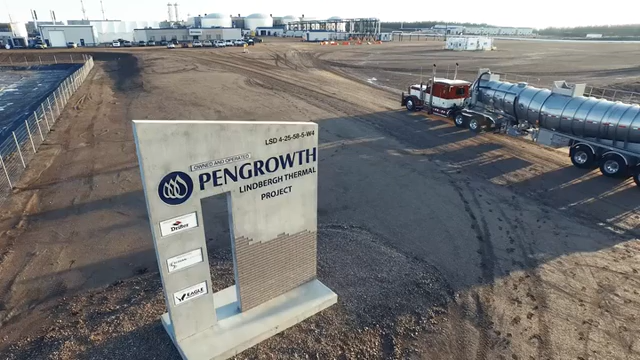 LSD 4-25-58-5-W4
OWNED AND OPERATED
PENGROWTH
LINDBERGH THERMAL
PROJECT
EAGLE